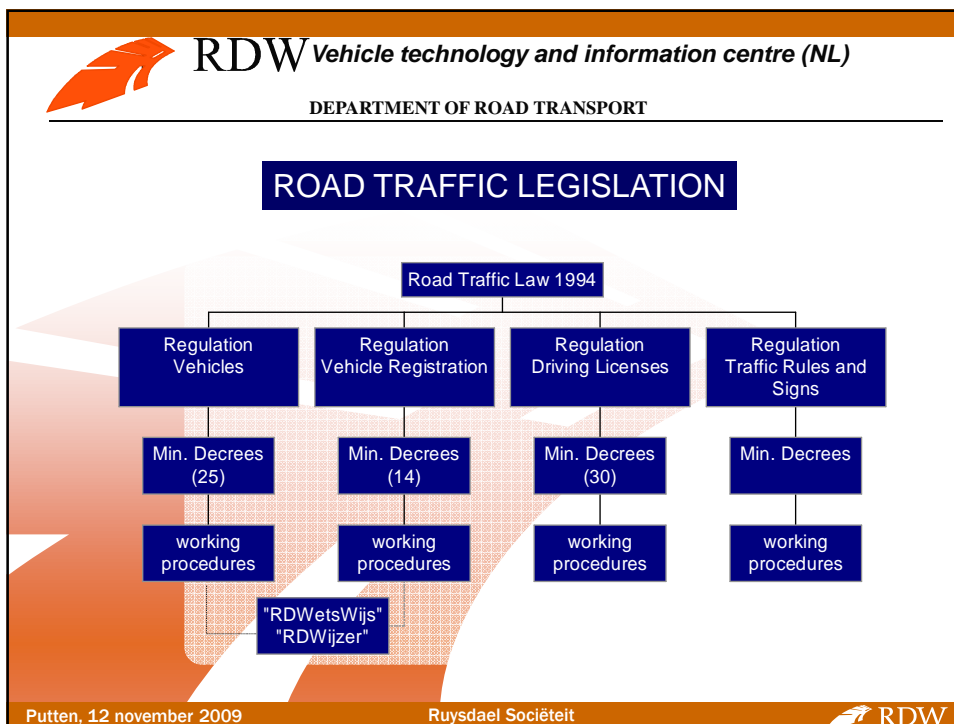 RDW Vehicle technology and information centre (NL)
DEPARTMENT OF ROAD TRANSPORT
ROAD TRAFFIC LEGISLATION
Road Traffic Law 1994
Regulation
Vehicles
Regulation
Vehicle Registration
Regulation
Driving Licenses
Regulation
Traffic Rules and
Signs
Min. Decrees
(25)
Min. Decrees
(14)
Min. Decrees
(30)
Min. Decrees
working
procedures
working
procedures
working
procedures
working
procedures
"RDWetsWijs"
"RDWijzer"
Putten, 12 november 2009
Ruysdael Sociëteit
RDW